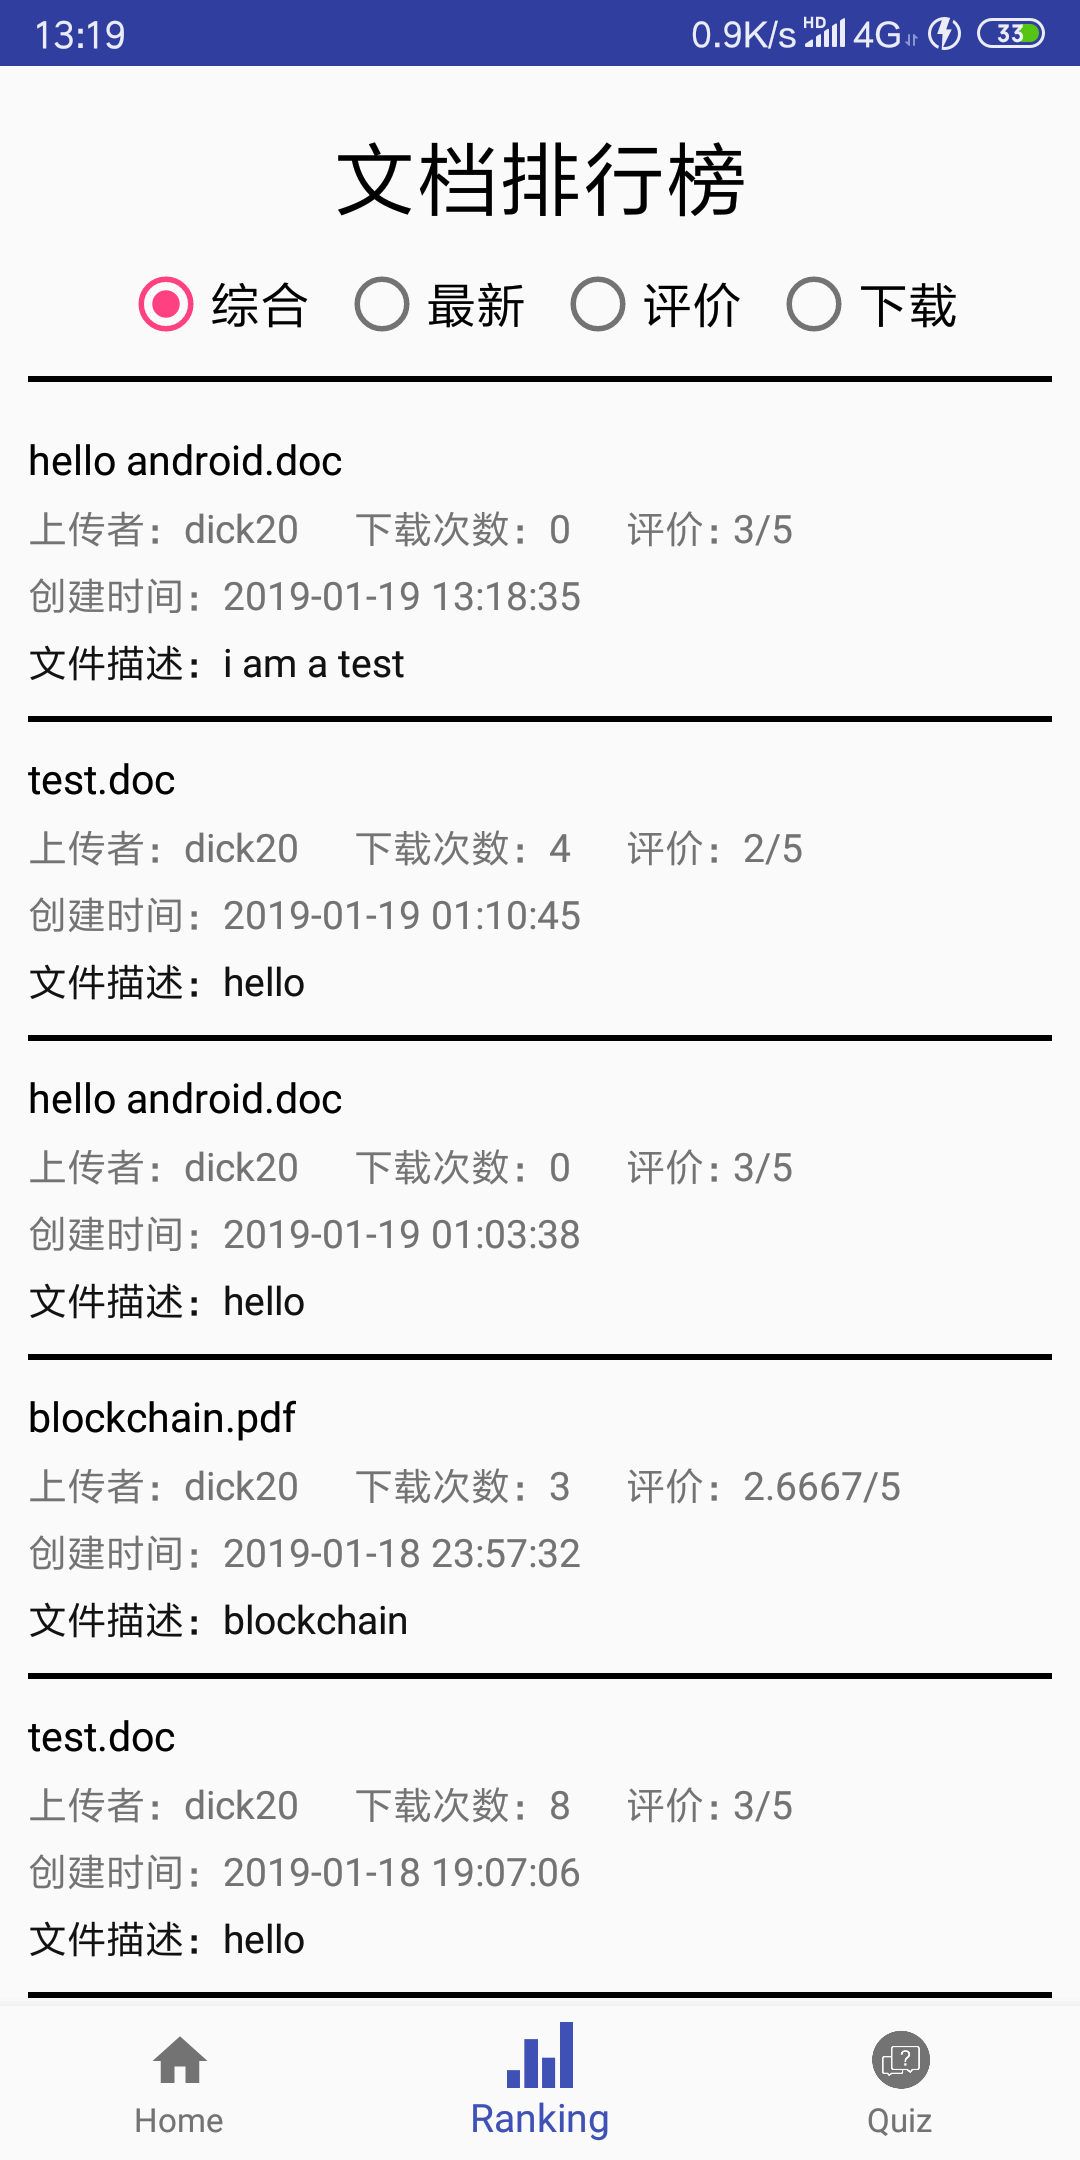 13:19 0.9K/s HD 4G 33
文档排行榜
综合 最新 评价 下载
hello android.doc
上传者：dick20 下载次数：0 评价：3/5
创建时间：2019-01-19 13:18:35
文件描述：i am a test
test.doc
上传者：dick20 下载次数：4 评价：2/5
创建时间：2019-01-19 01:10:45
文件描述：hello
hello android.doc
上传者：dick20 下载次数：0 评价：3/5
创建时间：2019-01-19 01:03:38
文件描述：hello
blockchain.pdf
上传者：dick20 下载次数：3 评价：2.6667/5
创建时间：2019-01-18 23:57:32
文件描述：blockchain
test.doc
上传者：dick20 下载次数：8 评价：3/5
创建时间：2019-01-18 19:07:06
文件描述：hello
Home Ranking Quiz